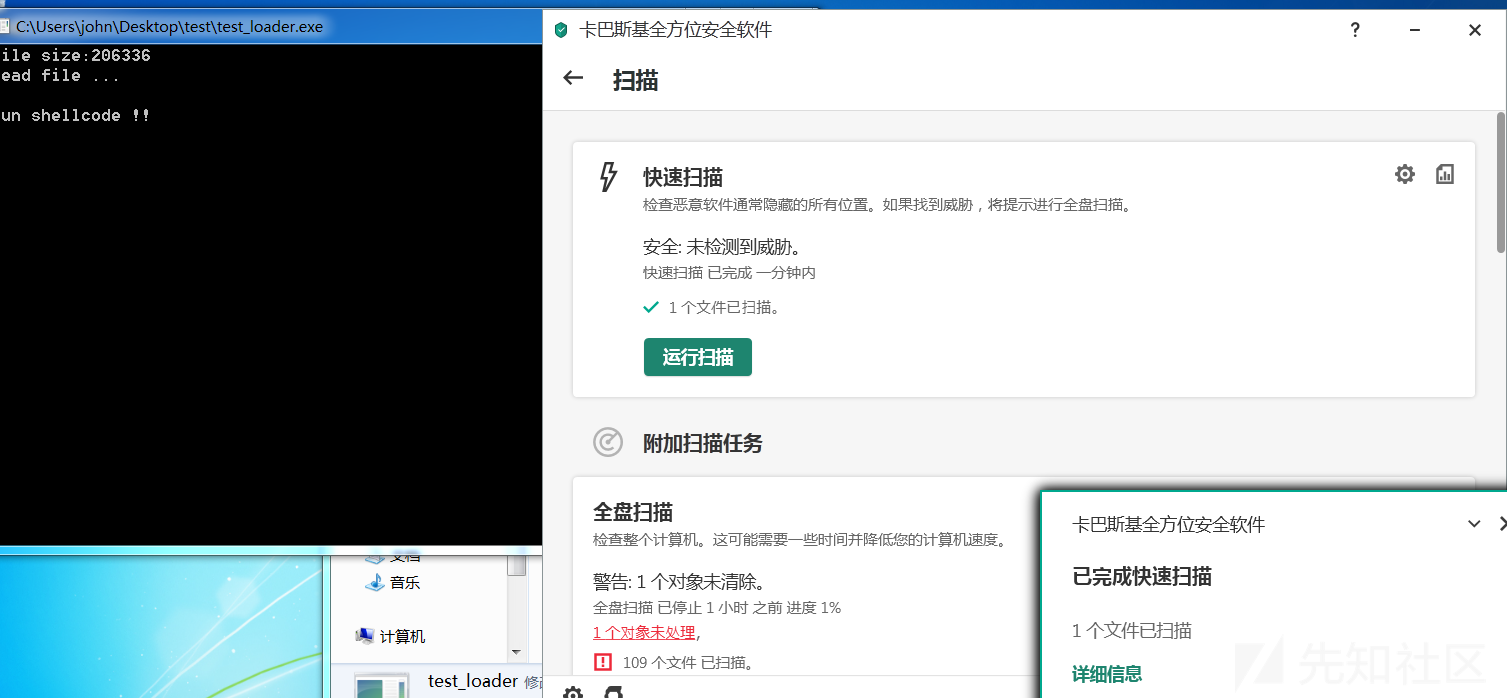 C:\Users\john\Desktop\test\test_loader.exe
ile size:206336
ead file ...
un shellcode !!
卡巴斯基全方位安全软件
?
扫描
快速扫描
检查恶意软件通常隐藏的所有位置。如果找到威胁，将提示进行全盘扫描。
安全: 未检测到威胁。
快速扫描 已完成 一分钟内
1 个文件已扫描。
运行扫描
附加扫描任务
全盘扫描
检查整个计算机。这可能需要一些时间并降低您的计算机速度。
警告: 1 个对象未清除。
全盘扫描 已停止 1 小时 之前 进度 1%
1 个对象未处理,
109 个文件 已扫描。
卡巴斯基全方位安全软件
已完成快速扫描
1 个文件已扫描
详细信息
文档
音乐
计算机
test_loader 修改
先知社区